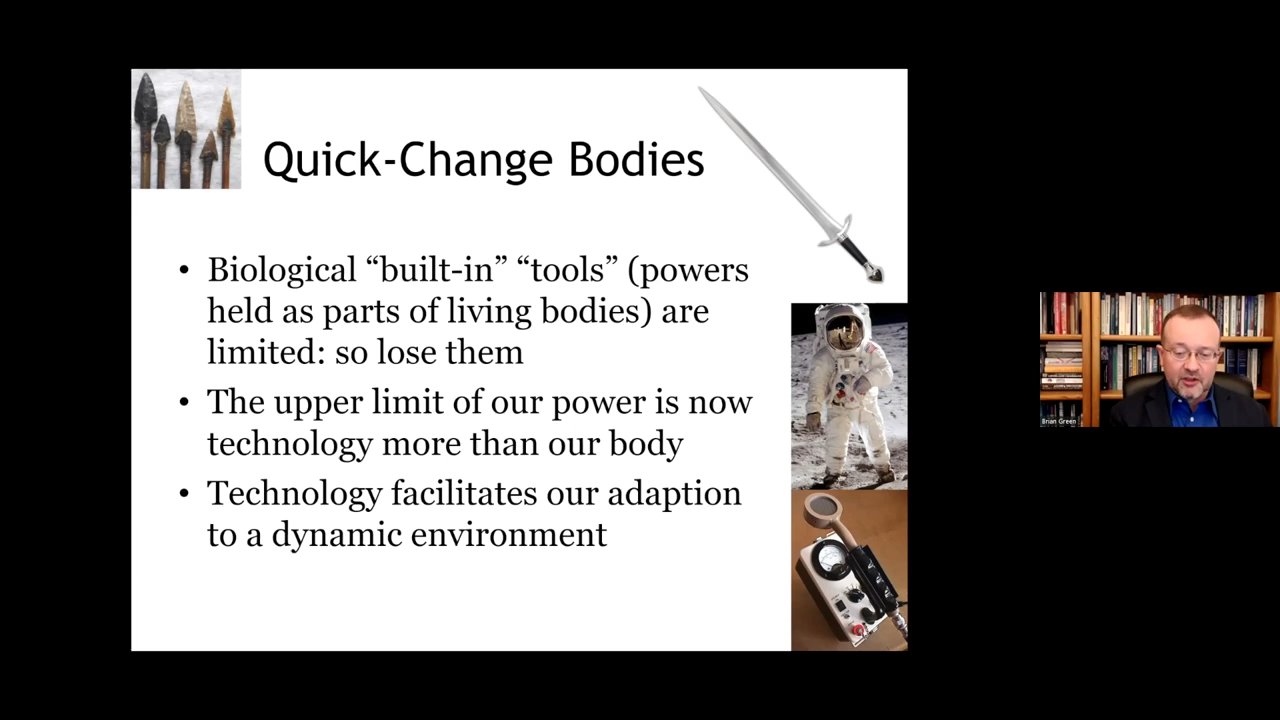 Quick-Change Bodies
• Biological “built-in” “tools” (powers
held as parts of living bodies) are
limited: so lose them
• The upper limit of our power is now
technology more than our body
• Technology facilitates our adaption
to a dynamic environment
Brian Green